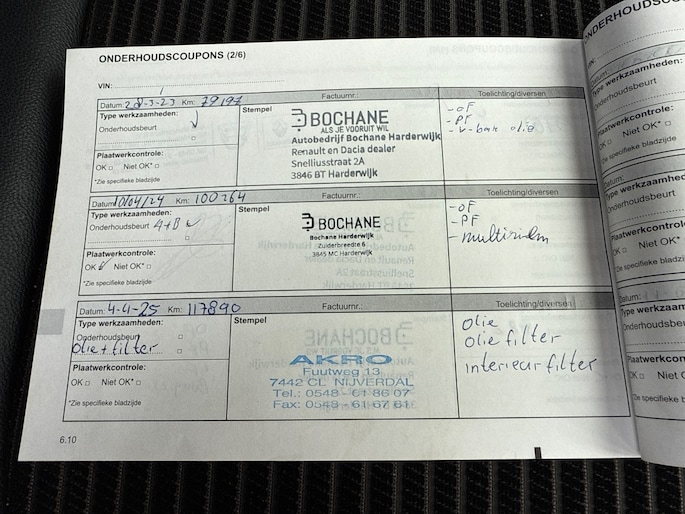 ONDERHOUDSCOUPONS (2/6)
VIN:
Datum: 28-3-23 Km: 79197
Factuurnr.:
Toelichting/diversen
Type werkzaamheden:
Onderhoudsbeurt
Plaatwerkcontrole:
OK Niet OK*
*Zie specifieke bladzijde
Stempel
BOCHANE
ALS JE VOORUIT WIL
Autobedrijf Bochane Harderwijk
Renault en Dacia dealer
Snelliusstraat 2A
3846 BT Harderwijk
-OF
-PF
-v-bak olie
Datum: 10/04/24 Km: 100264
Factuurnr.:
Toelichting/diversen
Type werkzaamheden:
Onderhoudsbeurt A+B
Plaatwerkcontrole:
OK Niet OK*
*Zie specifieke bladzijde
Stempel
BOCHANE
Bochane Harderwijk
Zuiderbreedte 6
3845 MC Harderwijk
-OF
-PF
-multiriem
Datum: 4-4-25 Km: 117890
Factuurnr.:
Toelichting/diversen
Type werkzaamheden:
Onderhoudsbeurt
Olie + filter
Plaatwerkcontrole:
OK Niet OK*
*Zie specifieke bladzijde
Stempel
AKRO
Fuutweg 13
7442 CL NIJVERDAL
Tel.: 0548 - 61 86 07
Fax: 0548 - 61 67 61
Olie
Olie filter
interieur filter
6.10